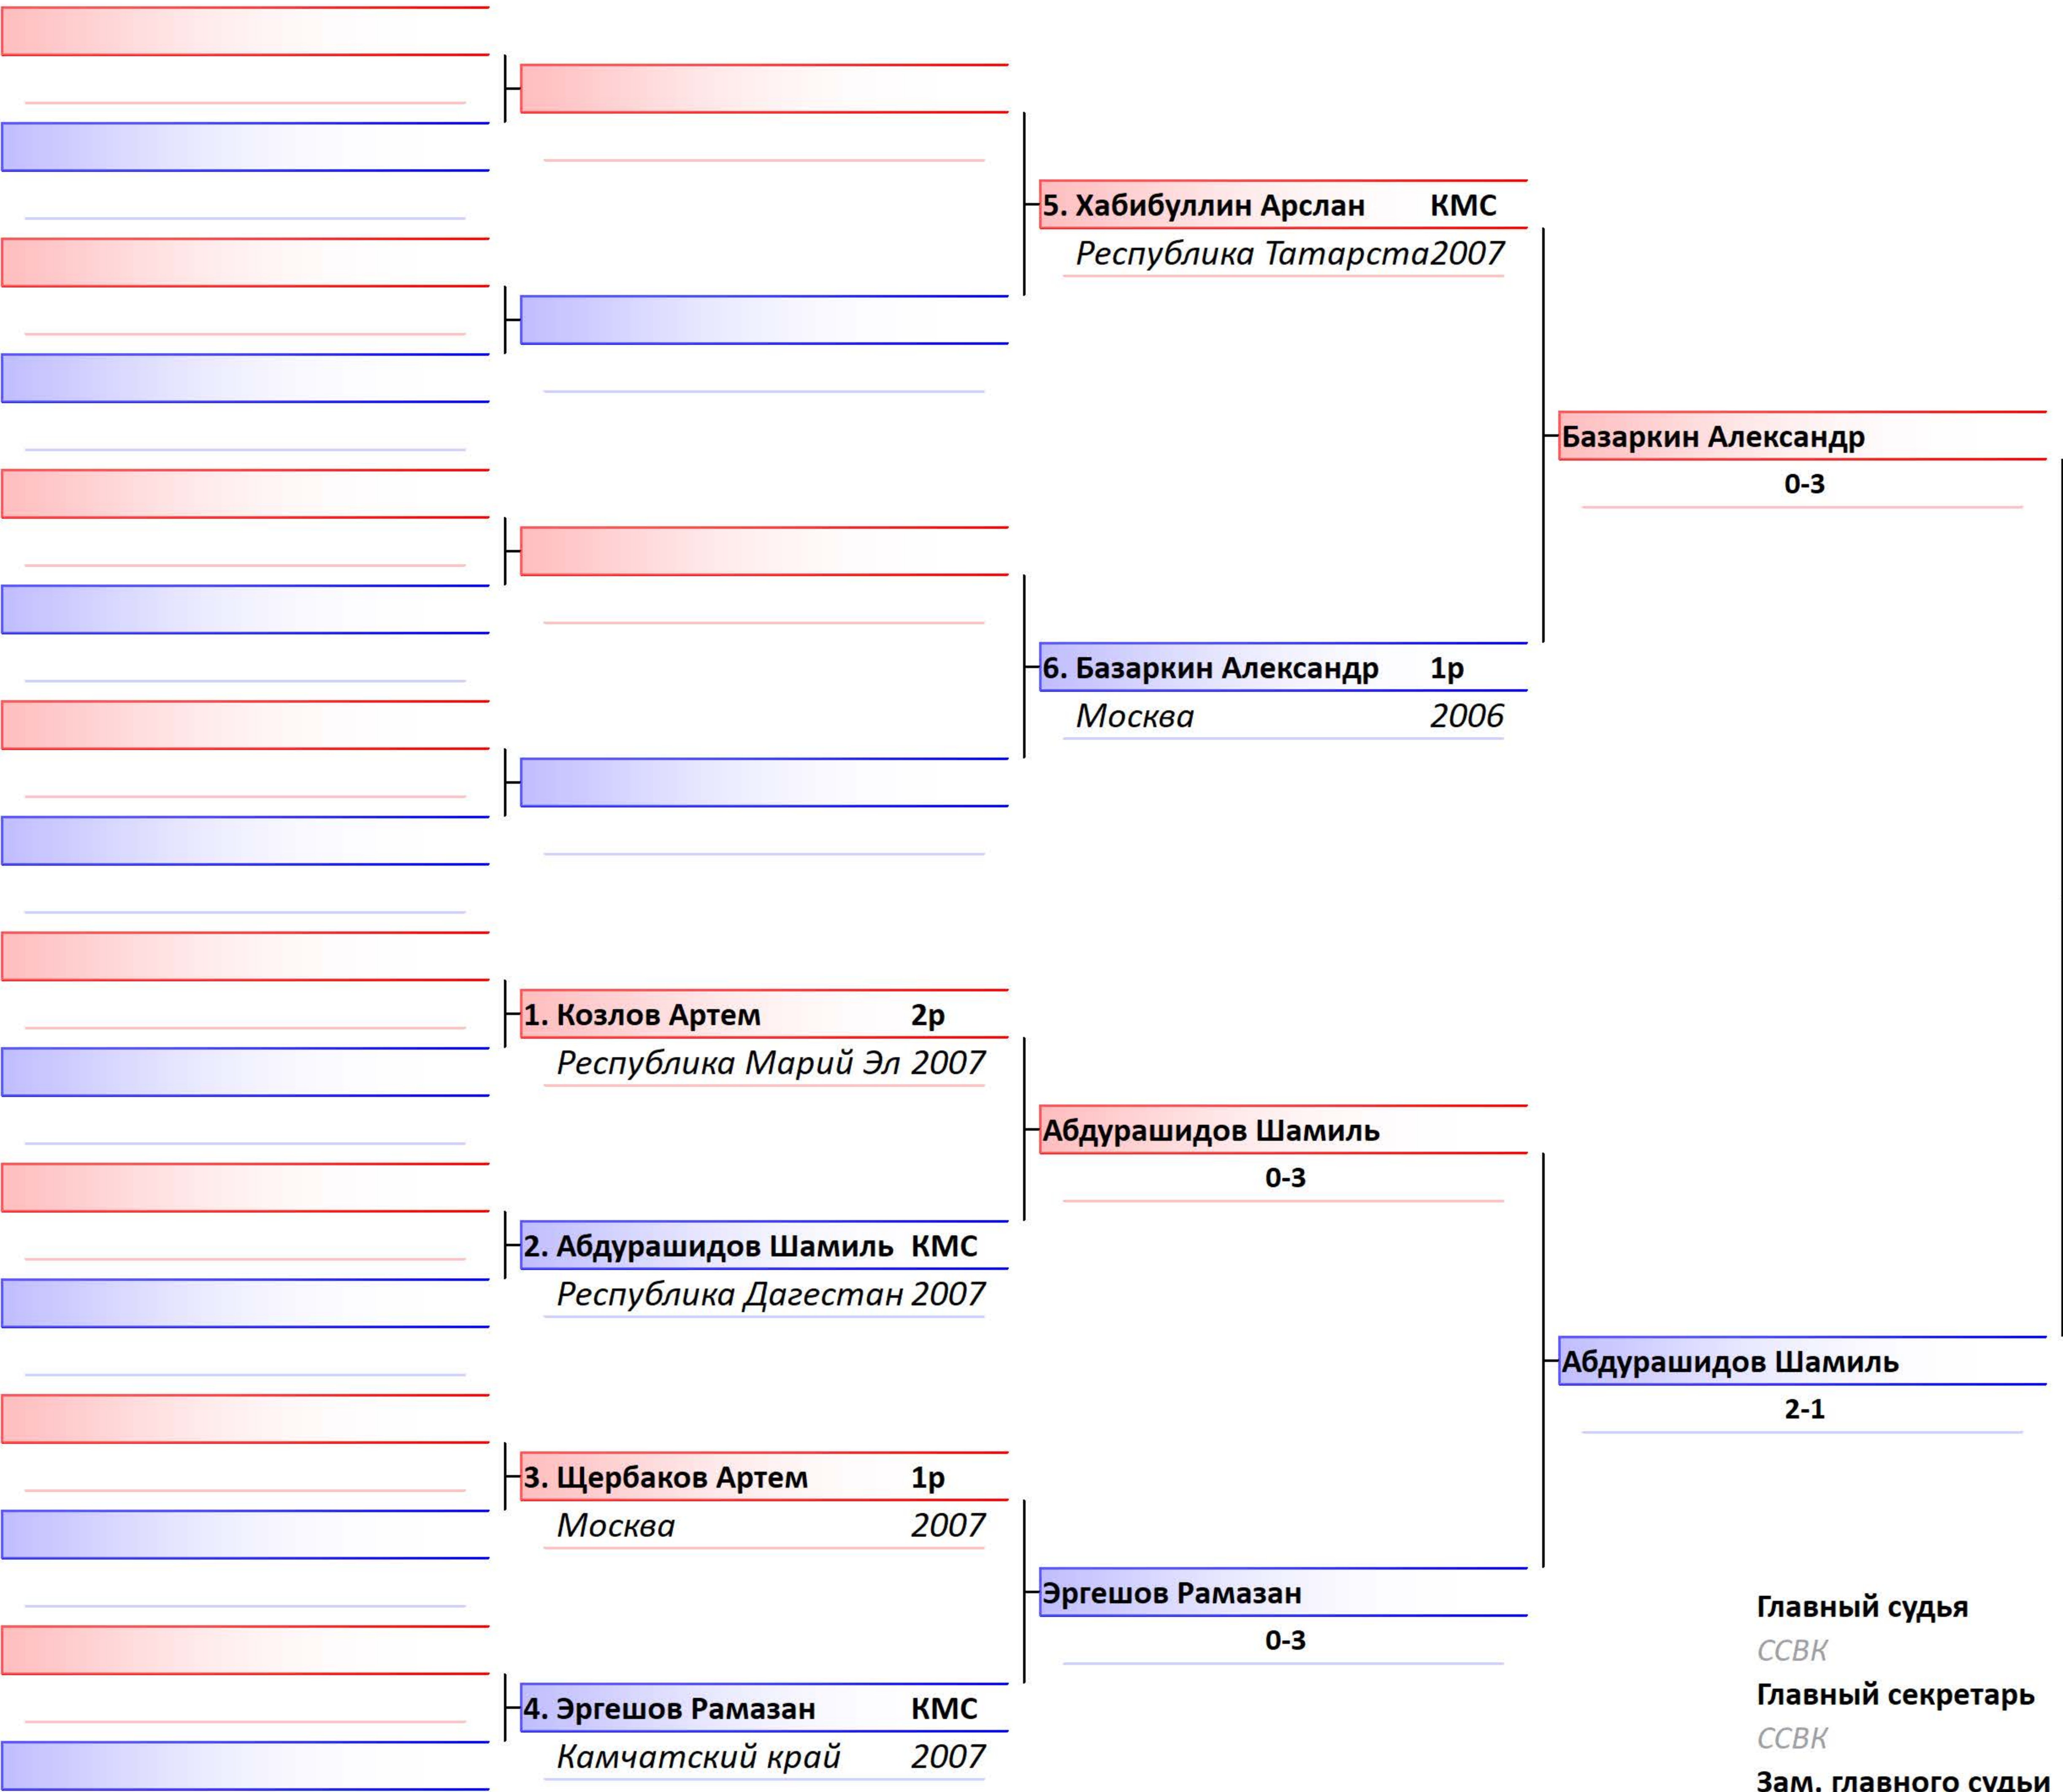 5. Хабибуллин Арслан КМС
Республика Татарста2007
Базаркин Александр
0-3
6. Базаркин Александр 1р
Москва 2006
1. Козлов Артем 2р
Республика Марий Эл 2007
Абдурашидов Шамиль
0-3
2. Абдурашидов Шамиль КМС
Республика Дагестан 2007
Абдурашидов Шамиль
2-1
3. Щербаков Артем 1р
Москва 2007
Эргешов Рамазан
0-3
4. Эргешов Рамазан КМС
Камчатский край 2007
Главный судья
ССВК
Главный секретарь
ССВК
Зам. главного судьи